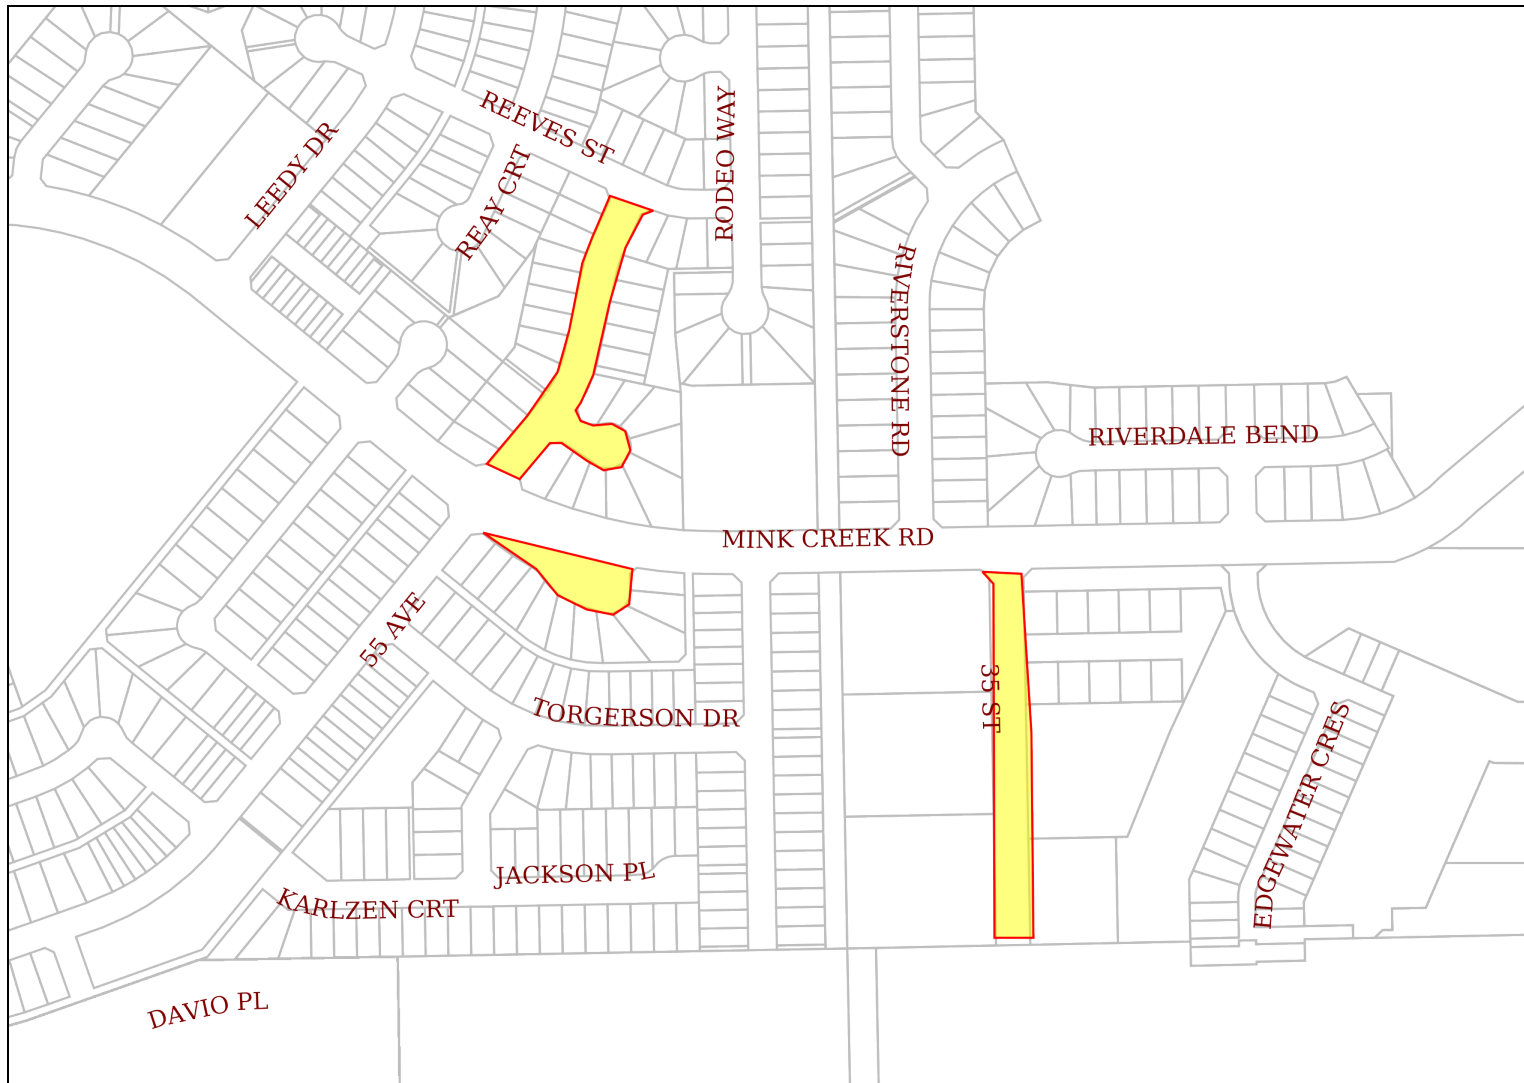 REEVES ST
RODEO WAY
LEEDY DR
REAY CRT
RIVERSTONE RD
RIVERDALE BEND
MINK CREEK RD
55 AVE
35 ST
TORGERSON DR
EDGEWATER CRES
JACKSON PL
KARLZEN CRT
DAVIO PL